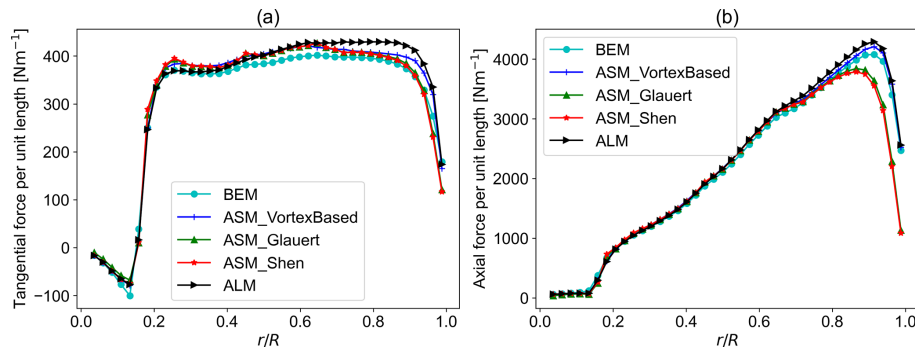 (a)
Tangential force per unit length [Nm⁻¹]
400
300
200
100
0
−100
BEM
ASM_VortexBased
ASM_Glauert
ASM_Shen
ALM
0.0 0.2 0.4 0.6 0.8 1.0
r/R
(b)
Axial force per unit length [Nm⁻¹]
4000
3000
2000
1000
0
BEM
ASM_VortexBased
ASM_Glauert
ASM_Shen
ALM
0.0 0.2 0.4 0.6 0.8 1.0
r/R